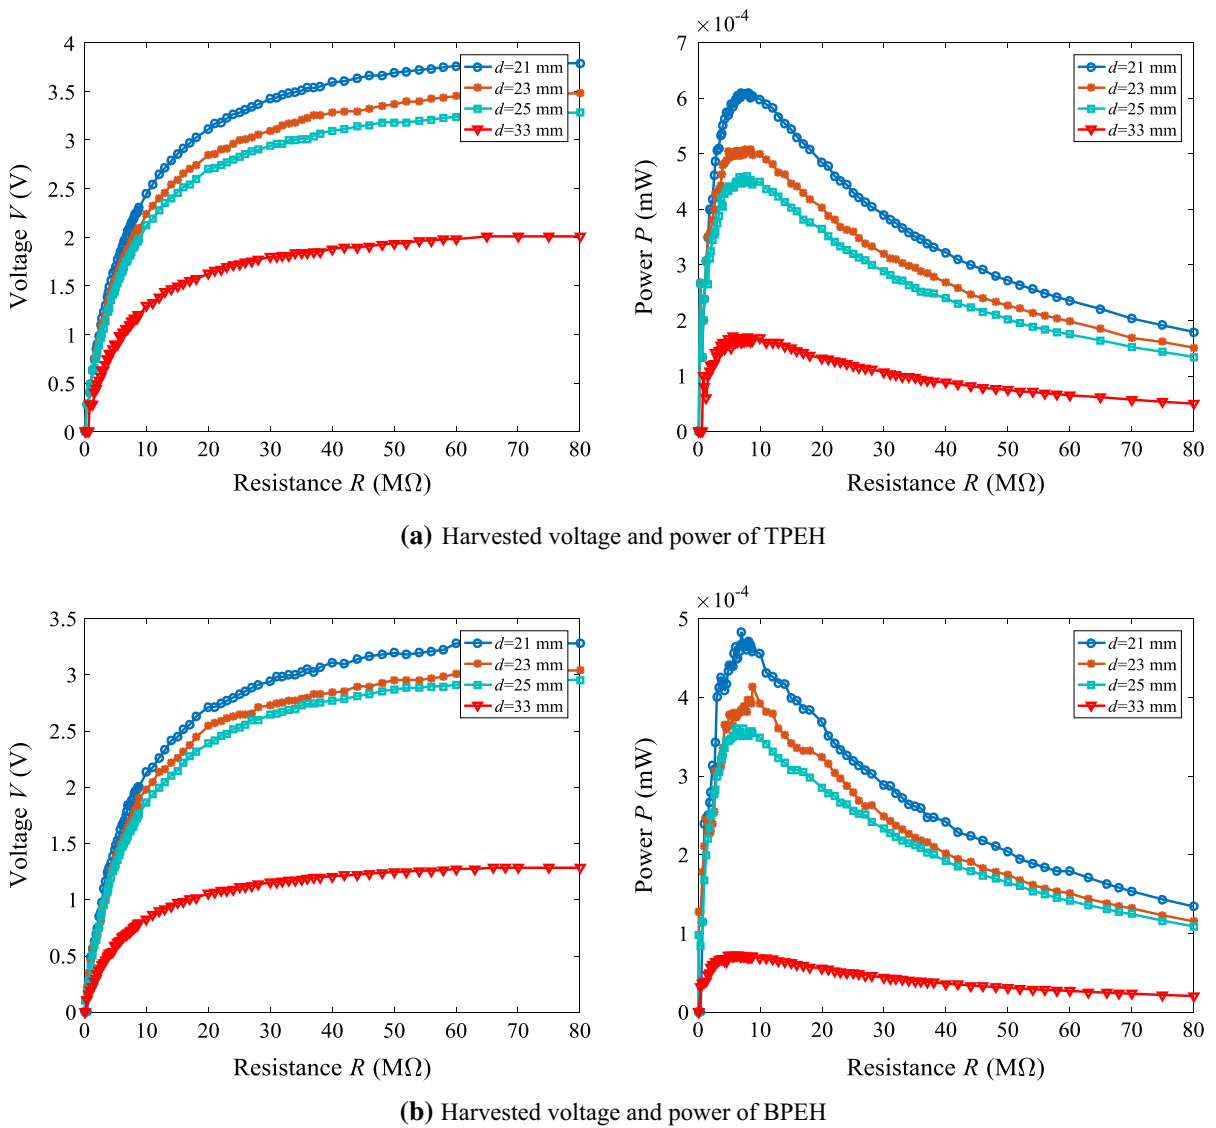 ×10⁻⁴
4
3.5
3
2.5
2
1.5
1
0.5
0
Voltage V (V)
0 10 20 30 40 50 60 70 80
Resistance R (MΩ)
d=21 mm
d=23 mm
d=25 mm
d=33 mm
7
6
5
4
3
2
1
0
Power P (mW)
0 10 20 30 40 50 60 70 80
Resistance R (MΩ)
d=21 mm
d=23 mm
d=25 mm
d=33 mm
(a) Harvested voltage and power of TPEH
×10⁻⁴
3.5
3
2.5
2
1.5
1
0.5
0
Voltage V (V)
0 10 20 30 40 50 60 70 80
Resistance R (MΩ)
d=21 mm
d=23 mm
d=25 mm
d=33 mm
5
4
3
2
1
0
Power P (mW)
0 10 20 30 40 50 60 70 80
Resistance R (MΩ)
d=21 mm
d=23 mm
d=25 mm
d=33 mm
(b) Harvested voltage and power of BPEH